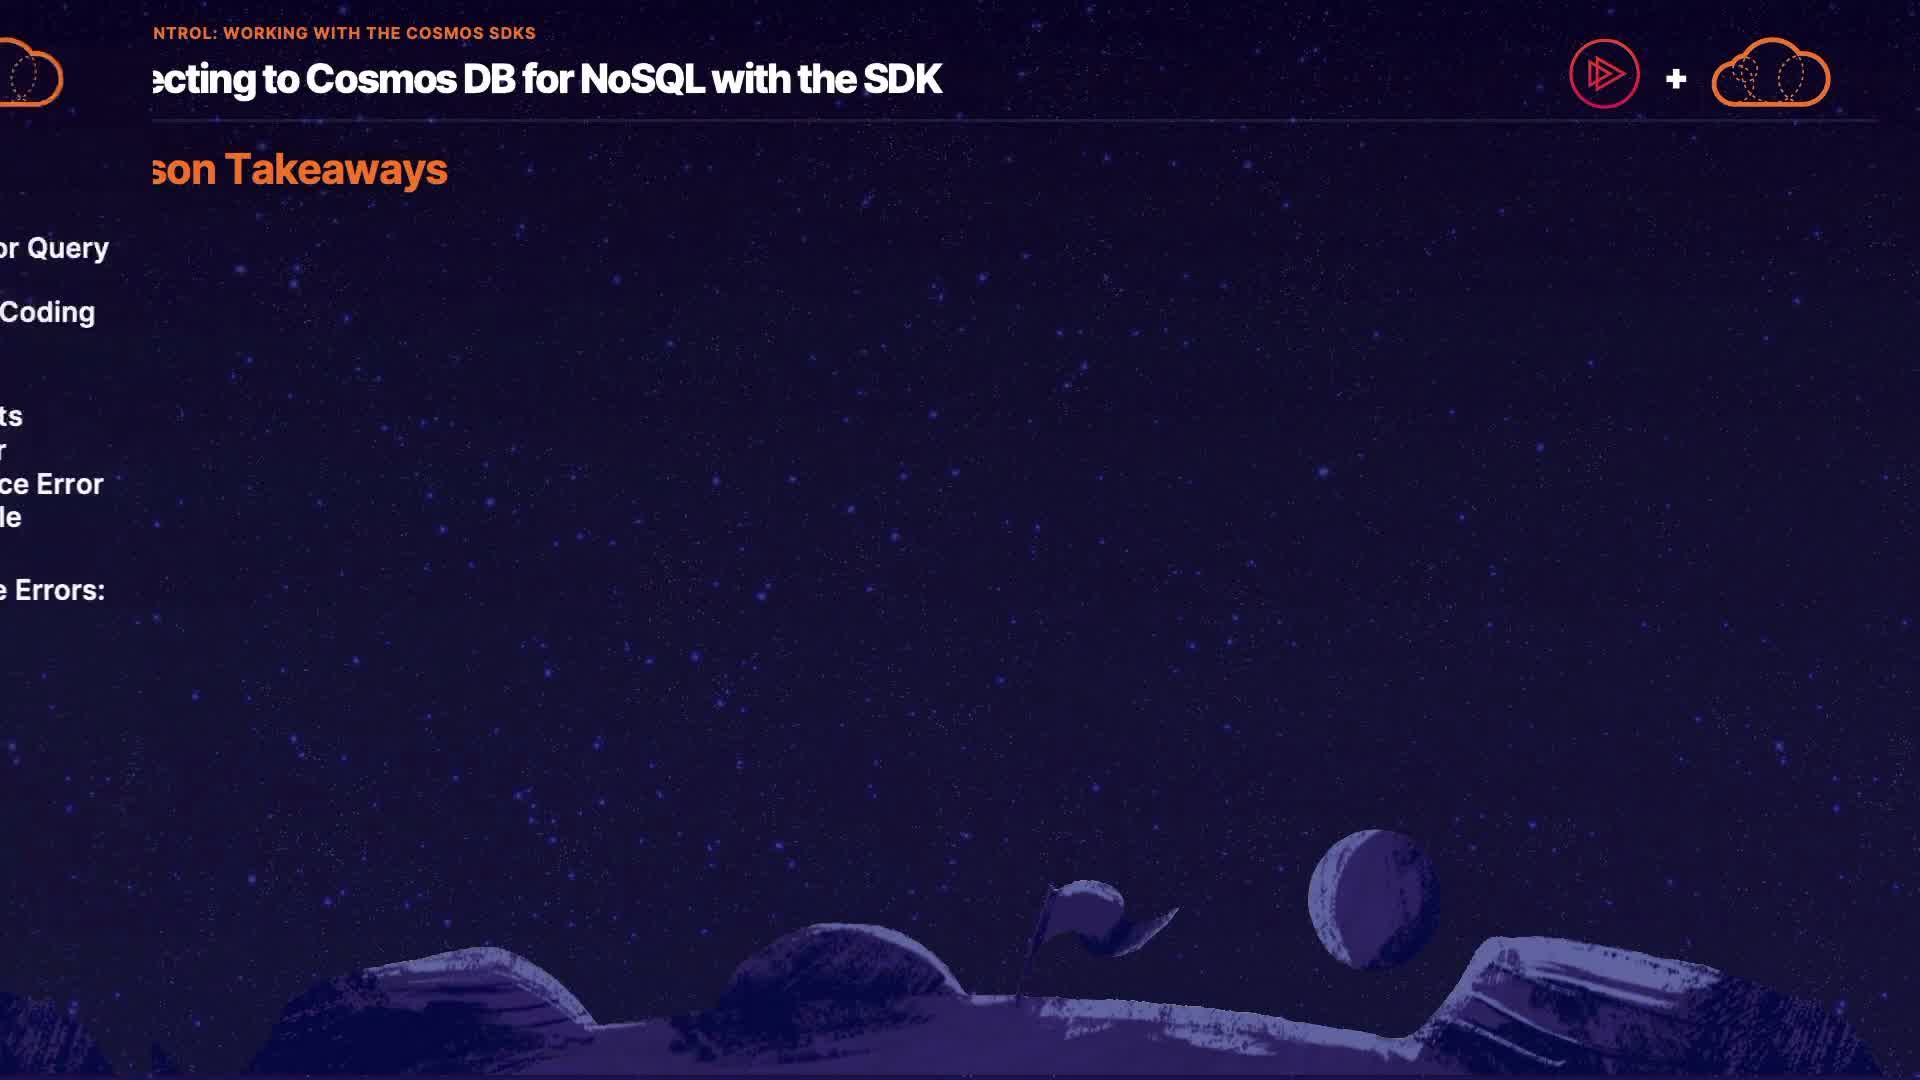 NTROL: WORKING WITH THE COSMOS SDKS
ecting to Cosmos DB for NoSQL with the SDK
+
son Takeaways
or Query
Coding
ts
r
ce Error
le
e Errors: